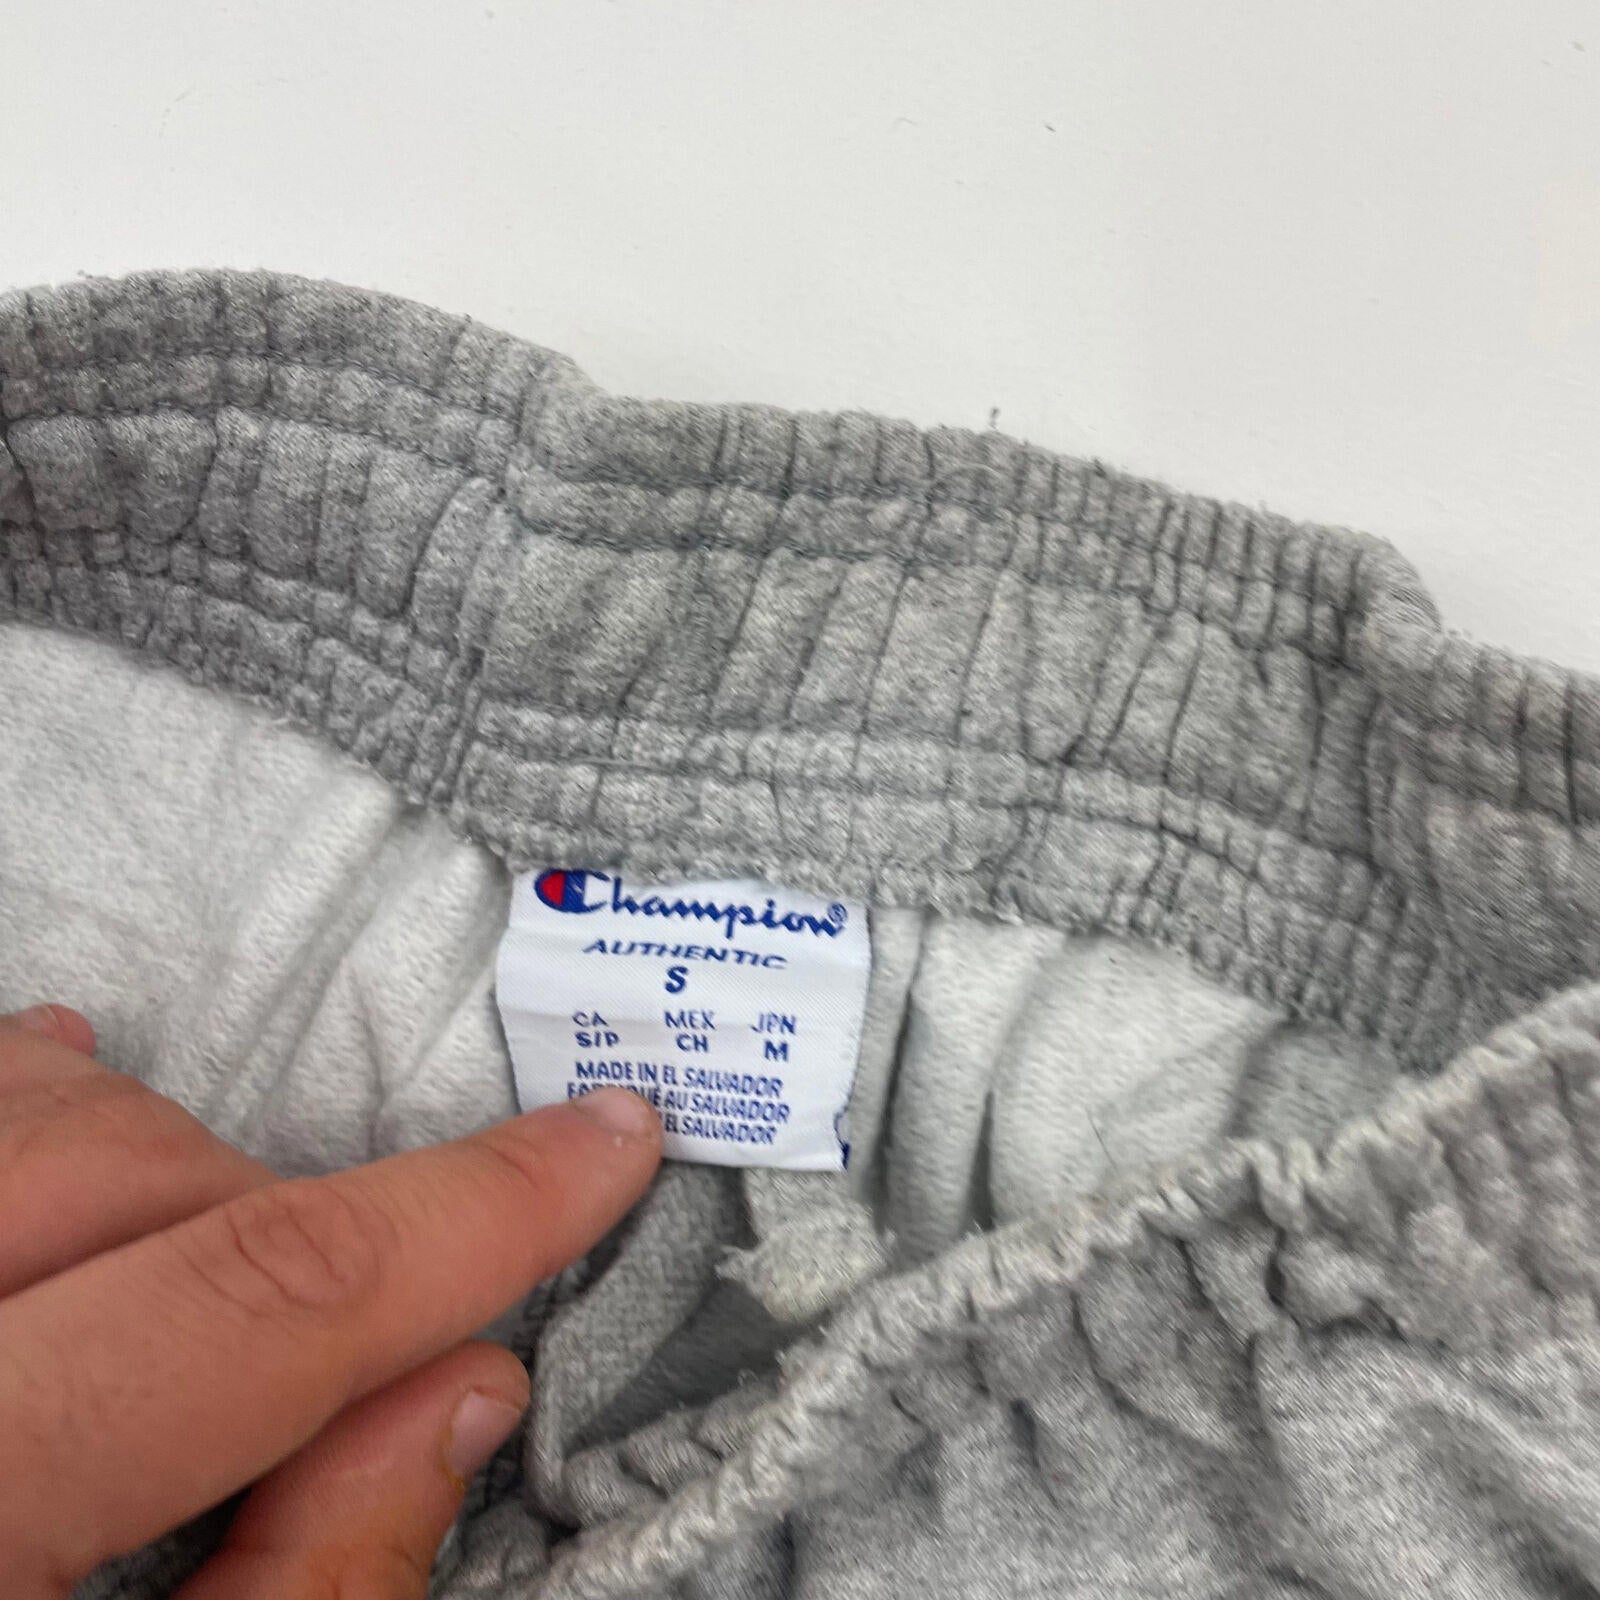 Champion®
AUTHENTIC
S
CA MEX JPN
S/P CH M
MADE IN EL SALVADOR
AU SALVADOR
EL SALVADOR